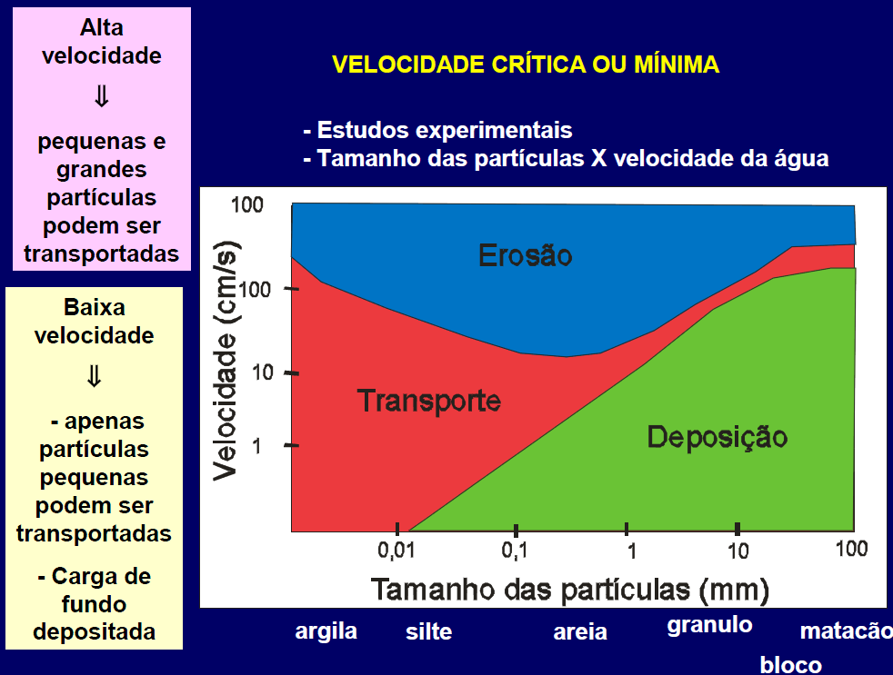 Alta
velocidade
⇓
pequenas e
grandes
partículas
podem ser
transportadas
Baixa
velocidade
⇓
- apenas
partículas
pequenas
podem ser
transportadas
- Carga de
fundo
depositada
VELOCIDADE CRÍTICA OU MÍNIMA
- Estudos experimentais
- Tamanho das partículas X velocidade da água
Velocidade (cm/s)
100
100
10
1
Erosão
Transporte
Deposição
0,01 0,1 1 10 100
Tamanho das partículas (mm)
argila silte areia granulo matacão
bloco